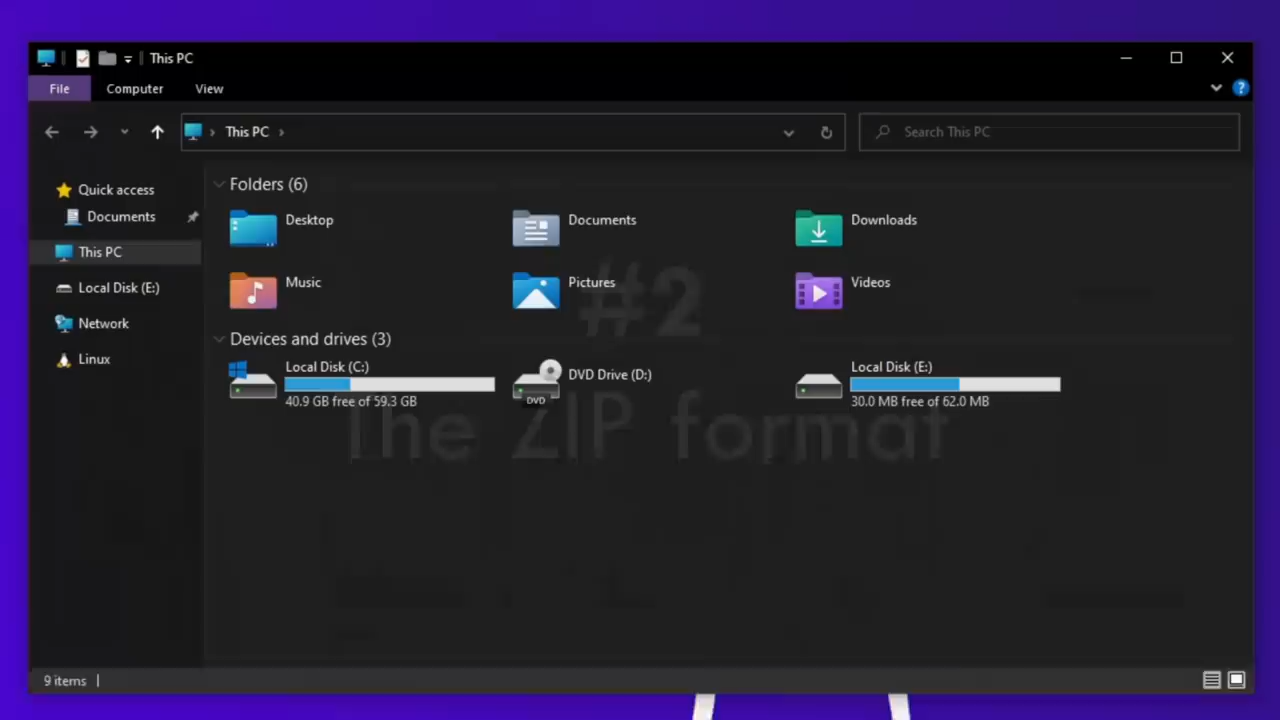 This PC
File Computer View
This PC
Search This PC
Quick access
Documents
This PC
Local Disk (E:)
Network
Linux
Folders (6)
Desktop
Documents
Downloads
Music
Pictures
Videos
#2
Devices and drives (3)
Local Disk (C:)
40.9 GB free of 59.3 GB
DVD Drive (D:)
DVD
Local Disk (E:)
30.0 MB free of 62.0 MB
The ZIP format
9 items